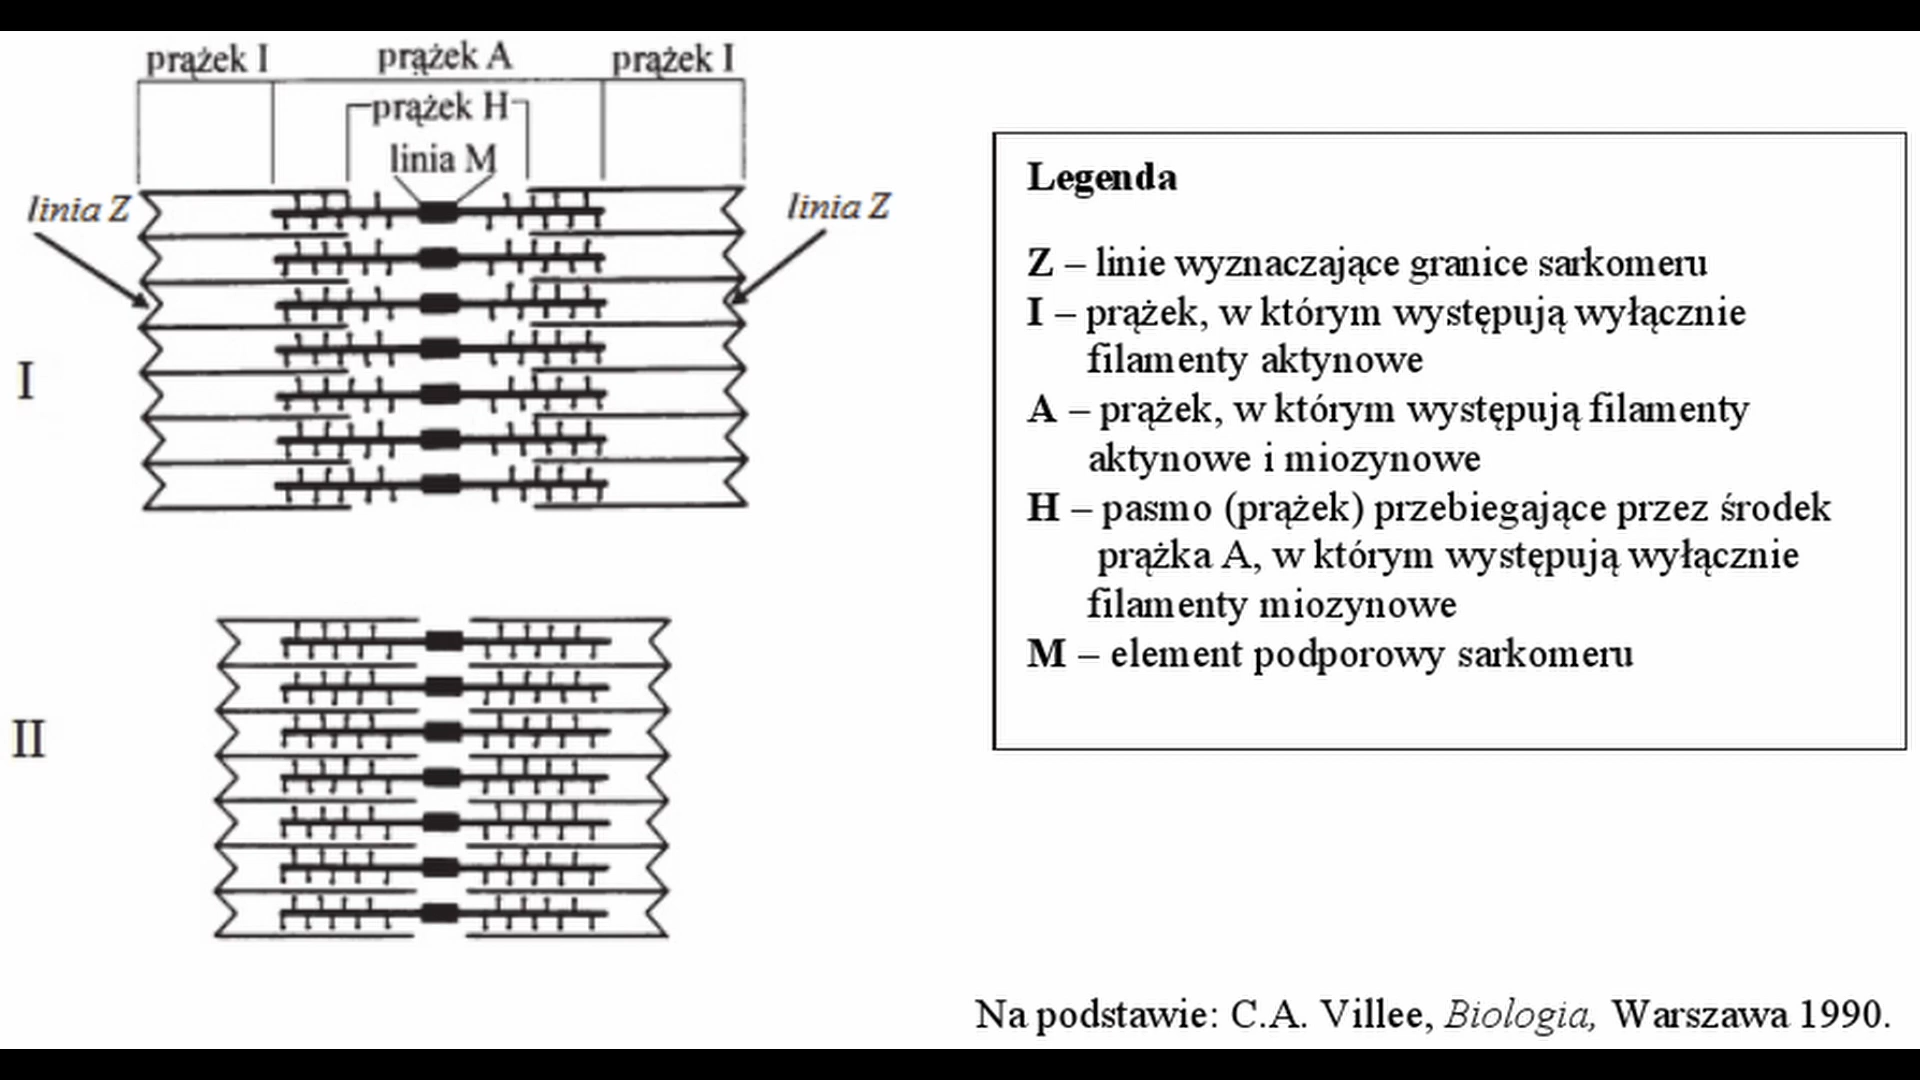 prążek I prążek A prążek I
prążek H
linia M
linia Z linia Z
I
II
Legenda
Z – linie wyznaczające granice sarkomeru
I – prążek, w którym występują wyłącznie
filamenty aktynowe
A – prążek, w którym występują filamenty
aktynowe i miozynowe
H – pasmo (prążek) przebiegające przez środek
prążka A, w którym występują wyłącznie
filamenty miozynowe
M – element podporowy sarkomeru
Na podstawie: C.A. Villee, Biologia, Warszawa 1990.